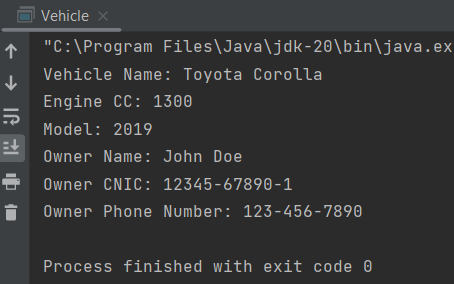 Vehicle
"C:\Program Files\Java\jdk-20\bin\java.ex
Vehicle Name: Toyota Corolla
Engine CC: 1300
Model: 2019
Owner Name: John Doe
Owner CNIC: 12345-67890-1
Owner Phone Number: 123-456-7890
Process finished with exit code 0